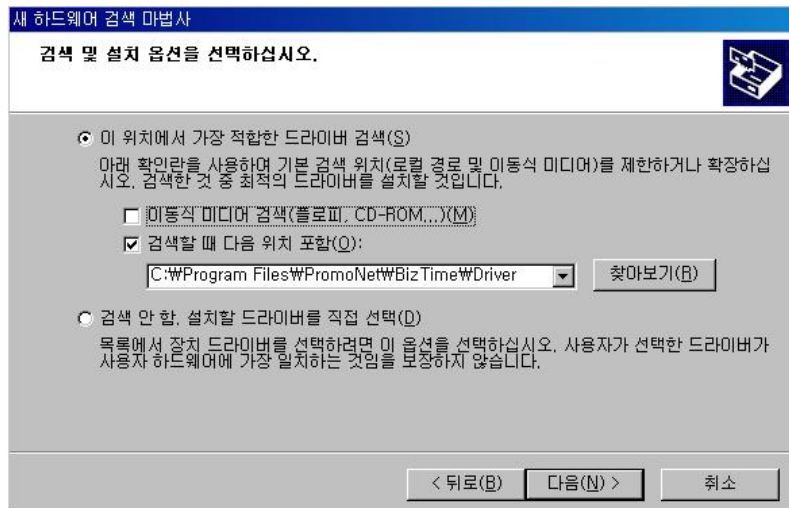 새 하드웨어 검색 마법사
검색 및 설치 옵션을 선택하십시오.
이 위치에서 가장 적합한 드라이버 검색(S)
아래 확인란을 사용하여 기본 검색 위치(로컬 경로 및 이동식 미디어)를 제한하거나 확장하십
시오. 검색한 것 중 최적의 드라이버를 설치할 것입니다.
이동식 미디어 검색(플로피, CD-ROM...)(M)
검색할 때 다음 위치 포함(O):
C:₩Program Files₩PromoNet₩BizTime₩Driver
찾아보기(R)
검색 안 함. 설치할 드라이버를 직접 선택(D)
목록에서 장치 드라이버를 선택하려면 이 옵션을 선택하십시오. 사용자가 선택한 드라이버가
사용자 하드웨어에 가장 일치하는 것임을 보장하지 않습니다.
< 뒤로(B) 다음(N) > 취소